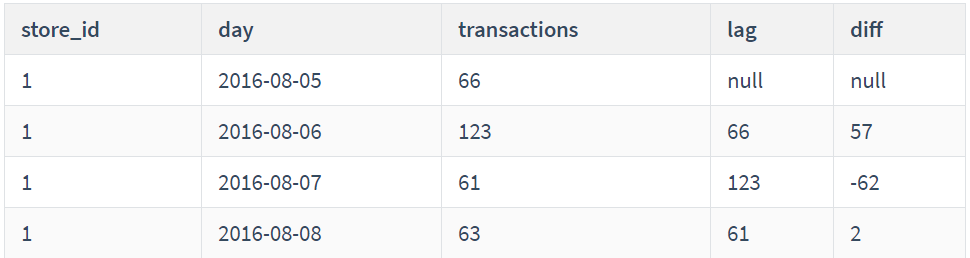 store_id day transactions lag diff
1 2016-08-05 66 null null
1 2016-08-06 123 66 57
1 2016-08-07 61 123 -62
1 2016-08-08 63 61 2